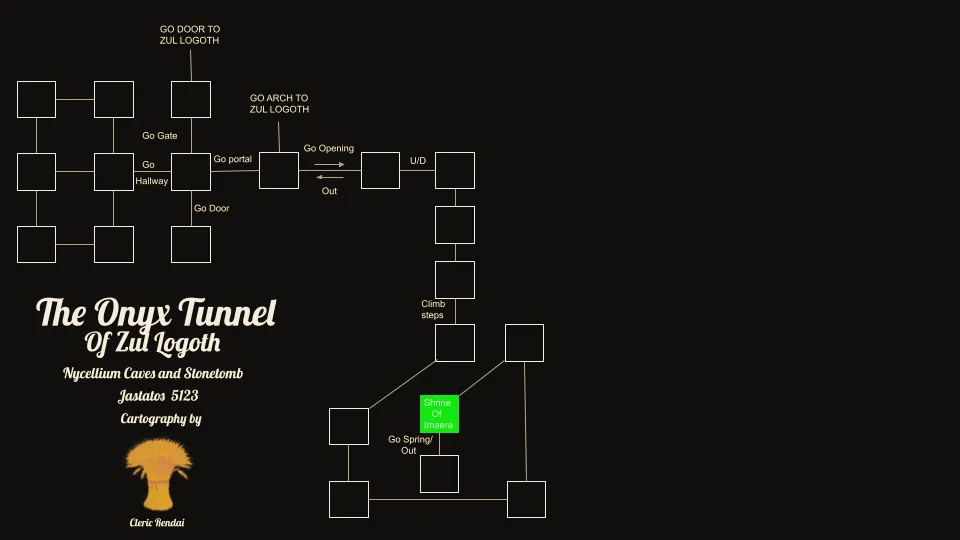 GO DOOR TO
ZUL LOGOTH
GO ARCH TO
ZUL LOGOTH
Go Gate
Go Opening
Go
Hallway
Go portal
U/D
Out
Go Door
Climb
steps
The Onyx Tunnel
Of Zul Logoth
Nycellium Caves and Stonetomb
Jastatos 5123
Cartography by
Cleric Rendai
Shrine
Of
Imaera
Go Spring/
Out